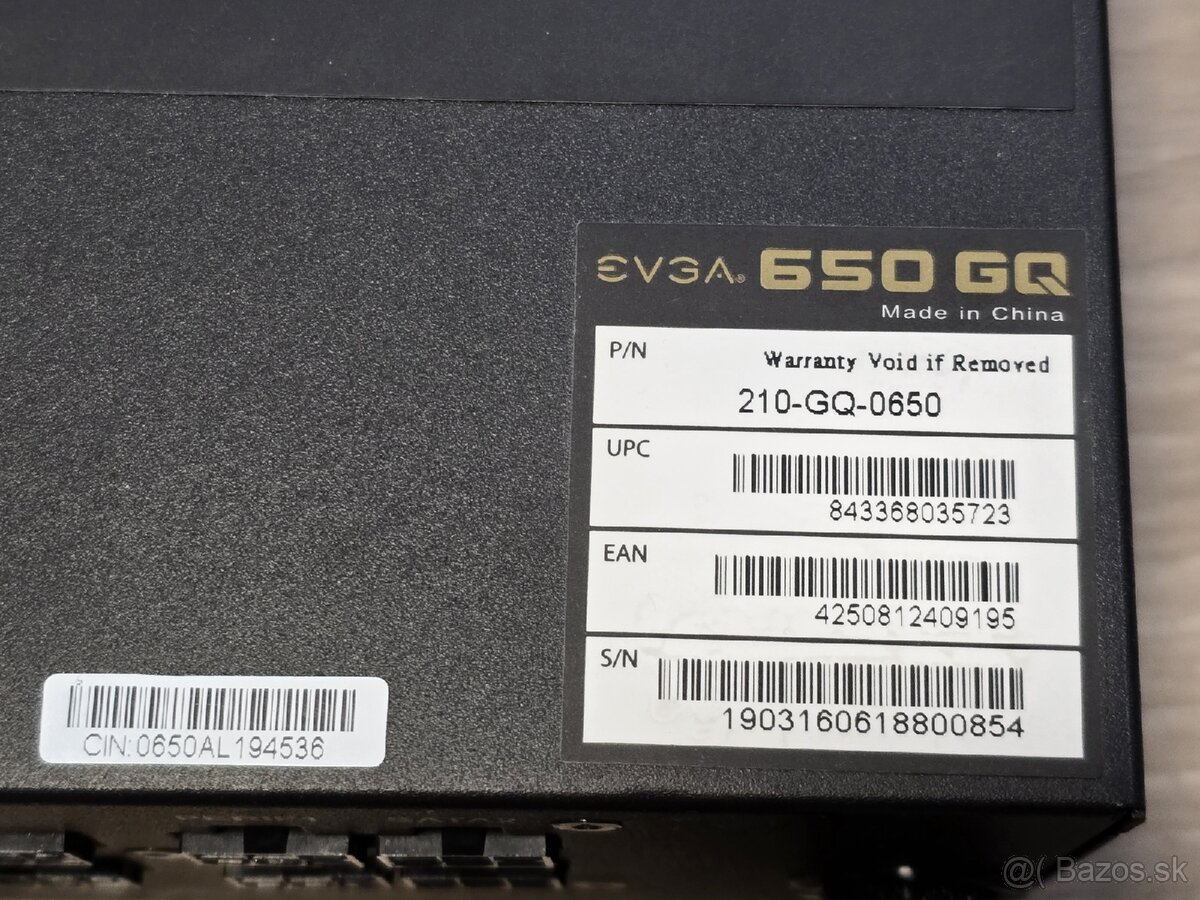 EVGA® 650 GQ
Made in China
P/N
Warranty Void if Removed
210-GQ-0650
UPC
843368035723
EAN
4250812409195
S/N
1903160618800854
CIN:0650AL194536
@( Bazos.sk